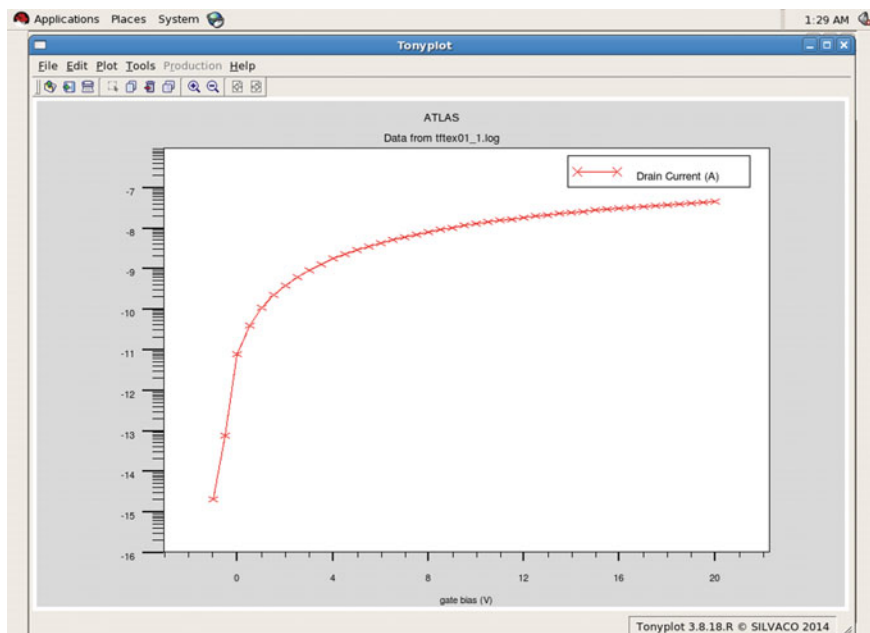 Applications Places System 1:29 AM
Tonyplot
File Edit Plot Tools Production Help
ATLAS
Data from tftex01_1.log
Drain Current (A)
-7
-8
-9
-10
-11
-12
-13
-14
-15
-16
0 4 8 12 16 20
gate bias (V)
Tonyplot 3.8.18.R © SILVACO 2014